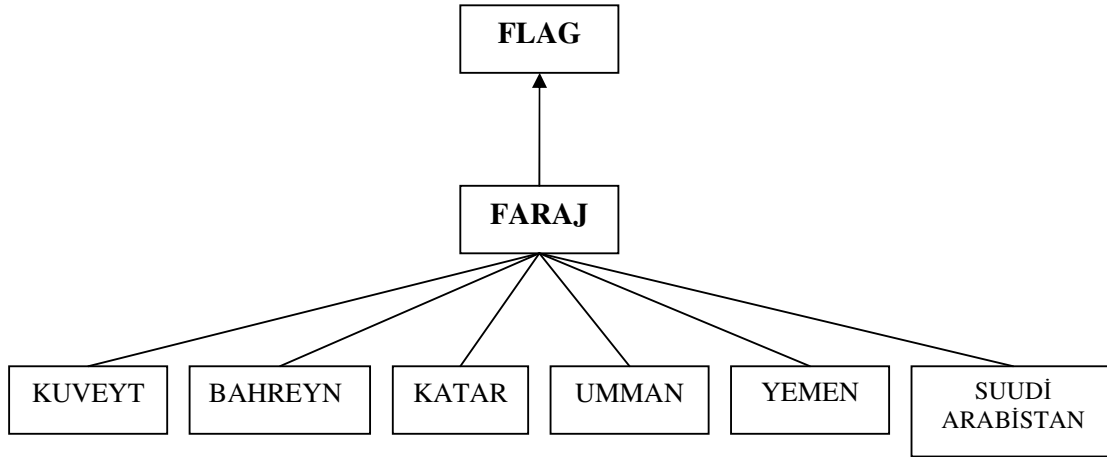 FLAG
FARAJ
KUVEYT
BAHREYN
KATAR
UMMAN
YEMEN
SUUDİ
ARABİSTAN